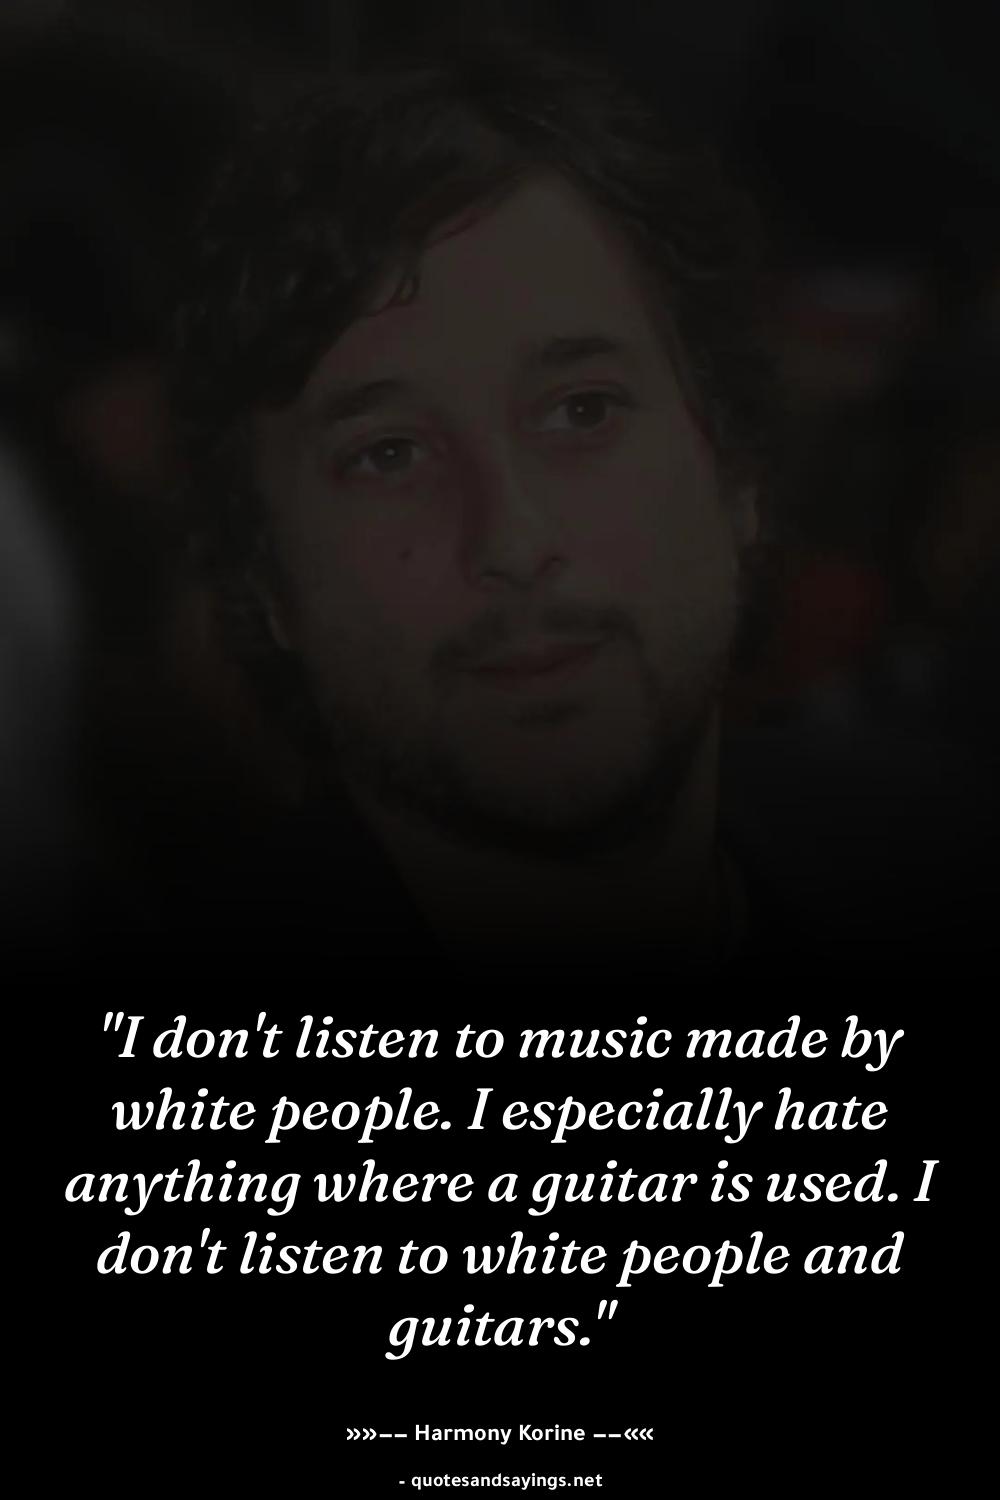 "I don't listen to music made by
white people. I especially hate
anything where a guitar is used. I
don't listen to white people and
guitars."
»»−− Harmony Korine −−««
- quotesandsayings.net